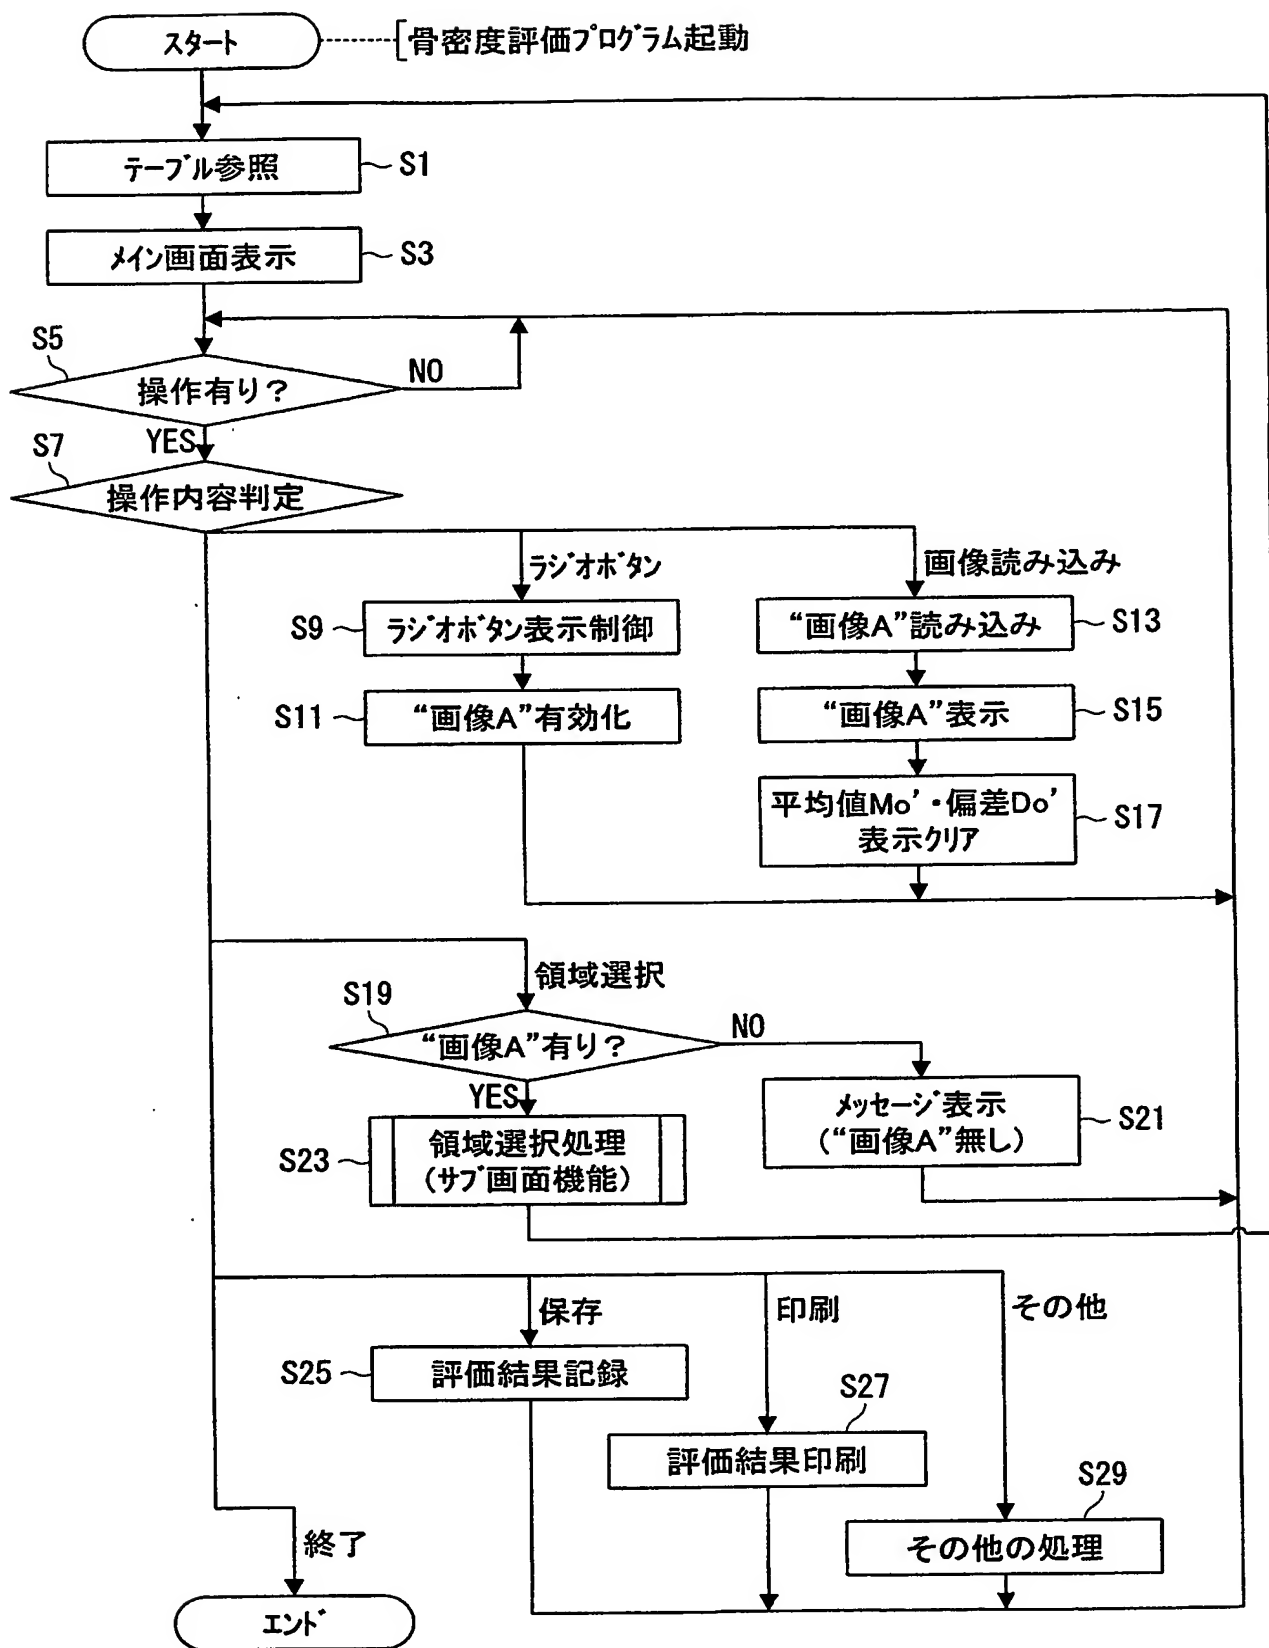 スタート
骨密度評価プログラム起動
テーブル参照
S1
メイン画面表示
S3
S5
操作有り?
NO
YES
S7
操作内容判定
ラジオボタン
画像読み込み
S9
ラジオボタン表示制御
“画像A”読み込み
S13
S11
“画像A”有効化
“画像A”表示
S15
平均値Mo'・偏差Do'
表示クリア
S17
領域選択
S19
“画像A”有り?
NO
YES
メッセージ表示
(“画像A”無し)
S21
S23
領域選択処理
(サブ画面機能)
保存
印刷
その他
S25
評価結果記録
S27
評価結果印刷
S29
その他の処理
終了
エンド